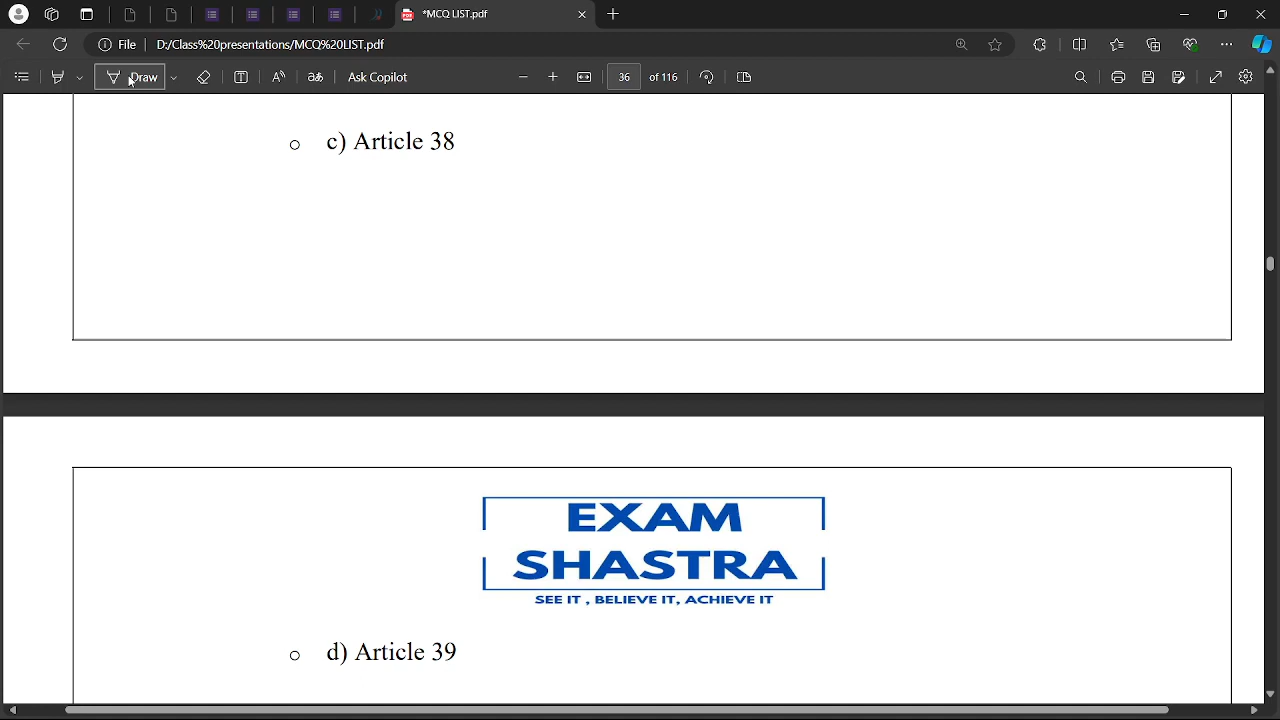 *MCQ LIST.pdf
File D:/Class%20presentations/MCQ%20LIST.pdf
Draw Ask Copilot 36 of 116
c) Article 38
EXAM
SHASTRA
SEE IT , BELIEVE IT, ACHIEVE IT
d) Article 39